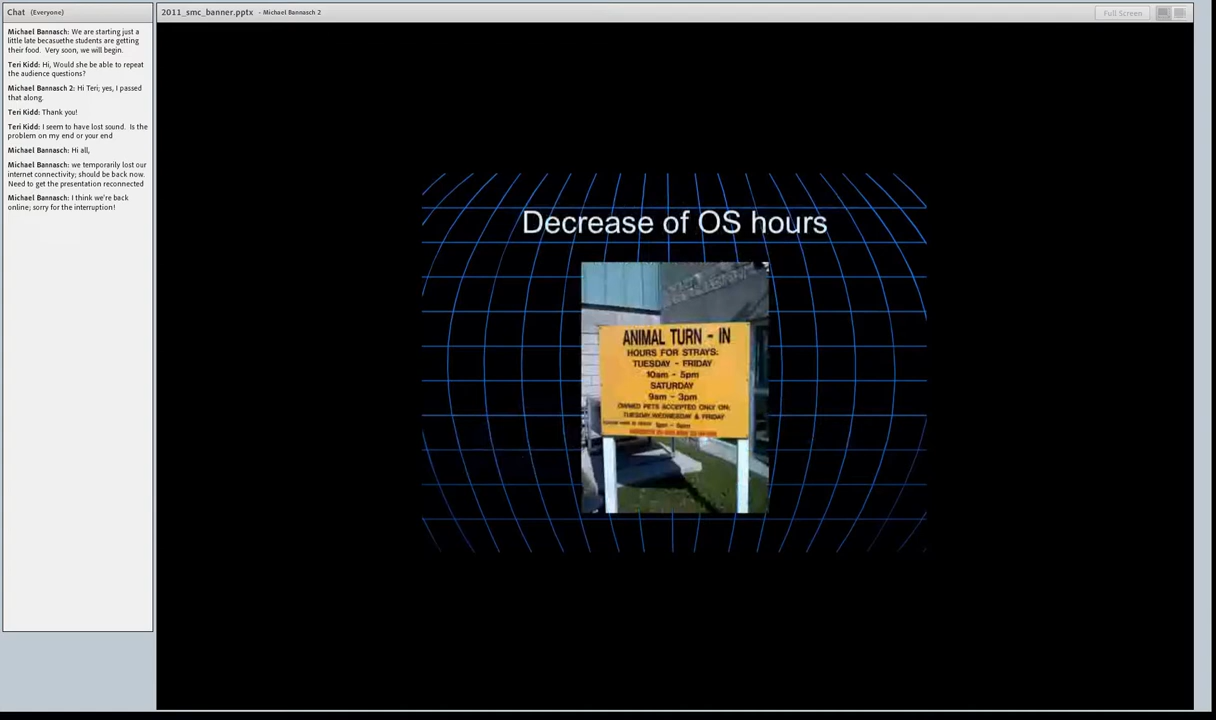 Chat (Everyone)
Michael Bannasch: We are starting just a
little late becasuethe students are getting
their food. Very soon, we will begin.
Teri Kidd: Hi, Would she be able to repeat
the audience questions?
Michael Bannasch 2: Hi Teri; yes, I passed
that along.
Teri Kidd: Thank you!
Teri Kidd: I seem to have lost sound. Is the
problem on my end or your end
Michael Bannasch: Hi all,
Michael Bannasch: we temporarily lost our
internet connectivity; should be back now.
Need to get the presentation reconnected
Michael Bannasch: I think we're back
online; sorry for the interruption!
2011_smc_banner.pptx - Michael Bannasch 2
Full Screen
Decrease of OS hours
ANIMAL TURN - IN
HOURS FOR STRAYS:
TUESDAY - FRIDAY
10am - 5pm
SATURDAY
9am - 3pm
OWNED PETS ACCEPTED ONLY ON:
TUESDAY, WEDNESDAY & FRIDAY